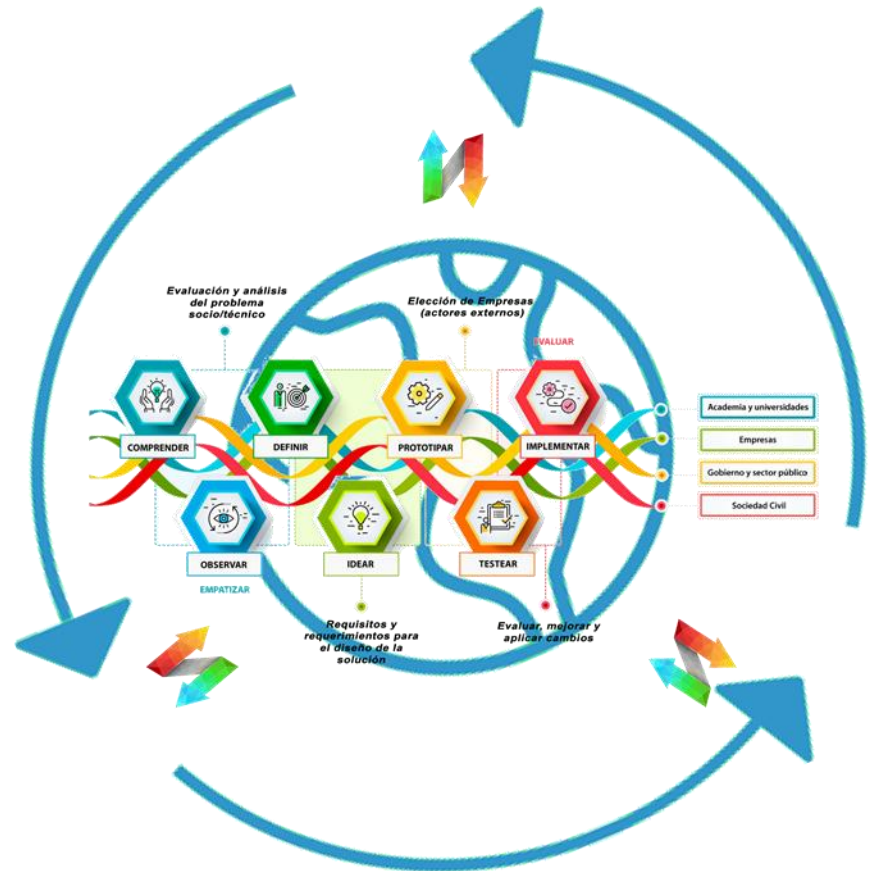 Evaluación y análisis
del problema
socio/técnico
Elección de Empresas
(actores externos)
EVALUAR
COMPRENDER
DEFINIR
PROTOTIPAR
IMPLEMENTAR
Academía y universidades
Empresas
Gobierno y sector público
Sociedad Civil
OBSERVAR
IDEAR
TESTEAR
EMPATIZAR
Requisitos y
requerimientos para
el diseño de la
solución
Evaluar, mejorar y
aplicar cambios